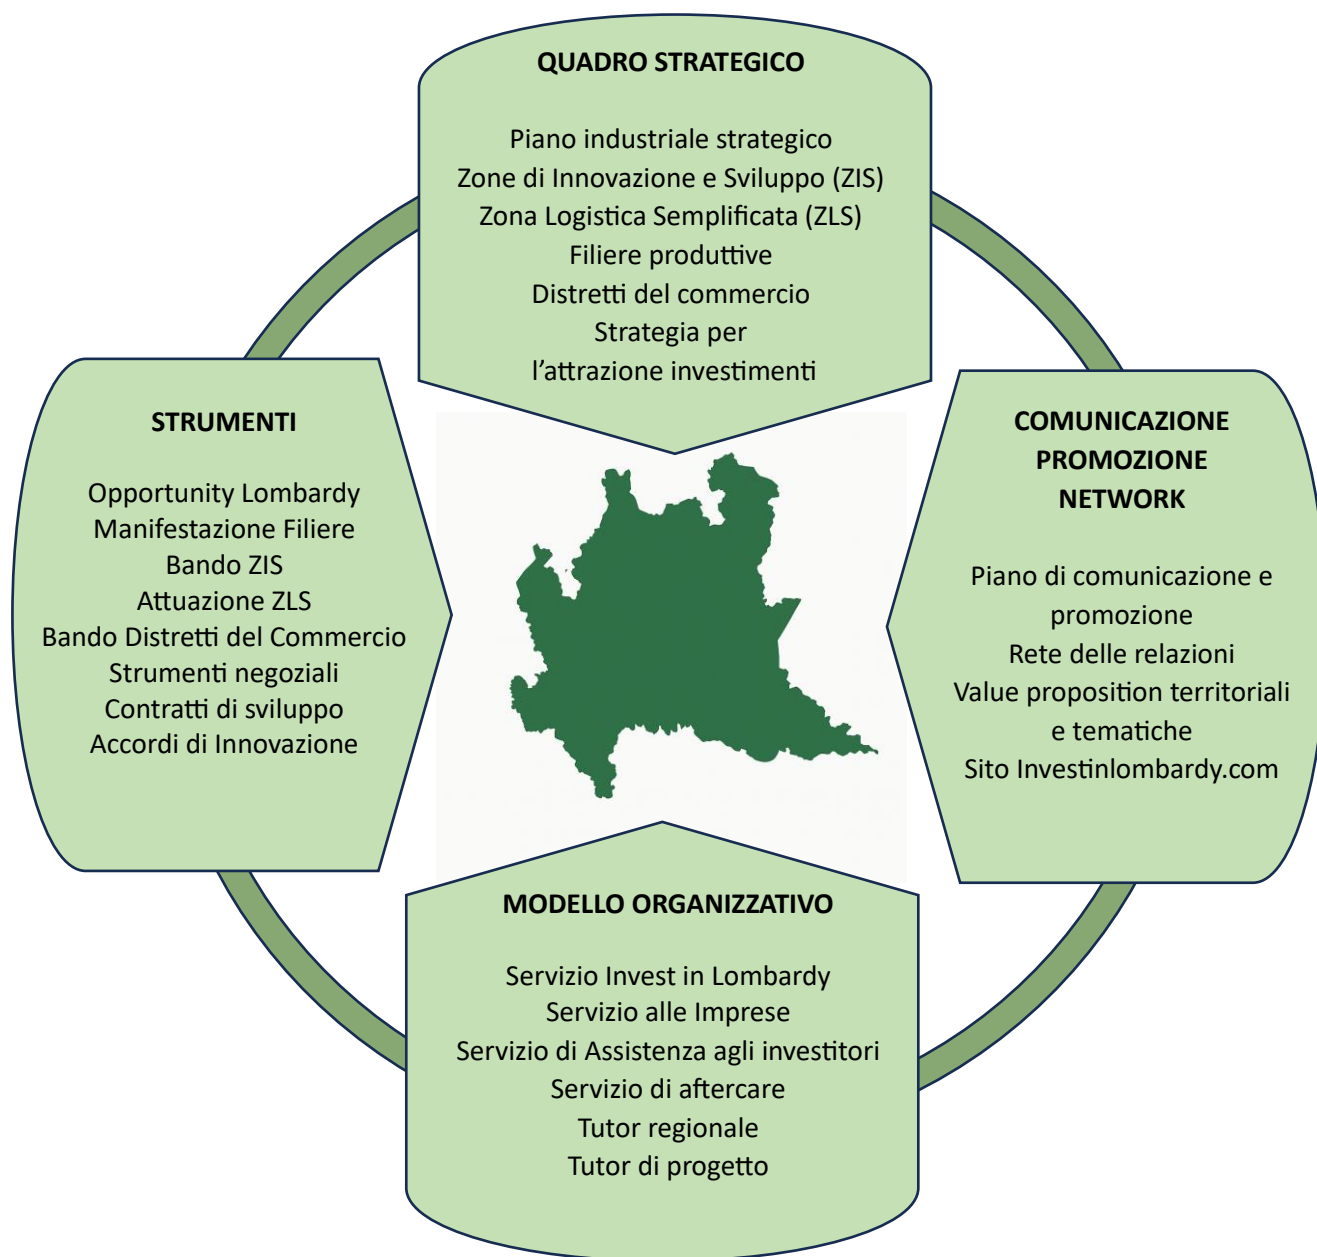 QUADRO STRATEGICO
Piano industriale strategico
Zone di Innovazione e Sviluppo (ZIS)
Zona Logistica Semplificata (ZLS)
Filiere produttive
Distretti del commercio
Strategia per
l’attrazione investimenti
STRUMENTI
Opportunity Lombardy
Manifestazione Filiere
Bando ZIS
Attuazione ZLS
Bando Distretti del Commercio
Strumenti negoziali
Contratti di sviluppo
Accordi di Innovazione
COMUNICAZIONE
PROMOZIONE
NETWORK
Piano di comunicazione e
promozione
Rete delle relazioni
Value proposition territoriali
e tematiche
Sito Investinlombardy.com
MODELLO ORGANIZZATIVO
Servizio Invest in Lombardy
Servizio alle Imprese
Servizio di Assistenza agli investitori
Servizio di aftercare
Tutor regionale
Tutor di progetto